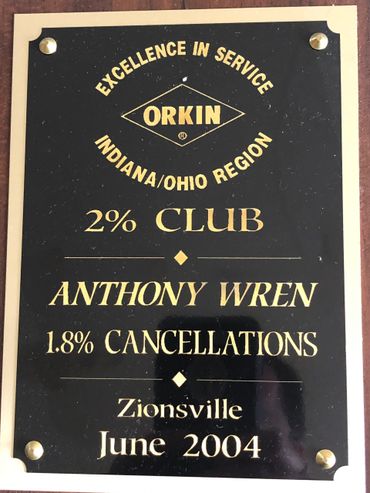 EXCELLENCE IN SERVICE
ORKIN
®
INDIANA/OHIO REGION
2% CLUB
ANTHONY WREN
1.8% CANCELLATIONS
Zionsville
June 2004